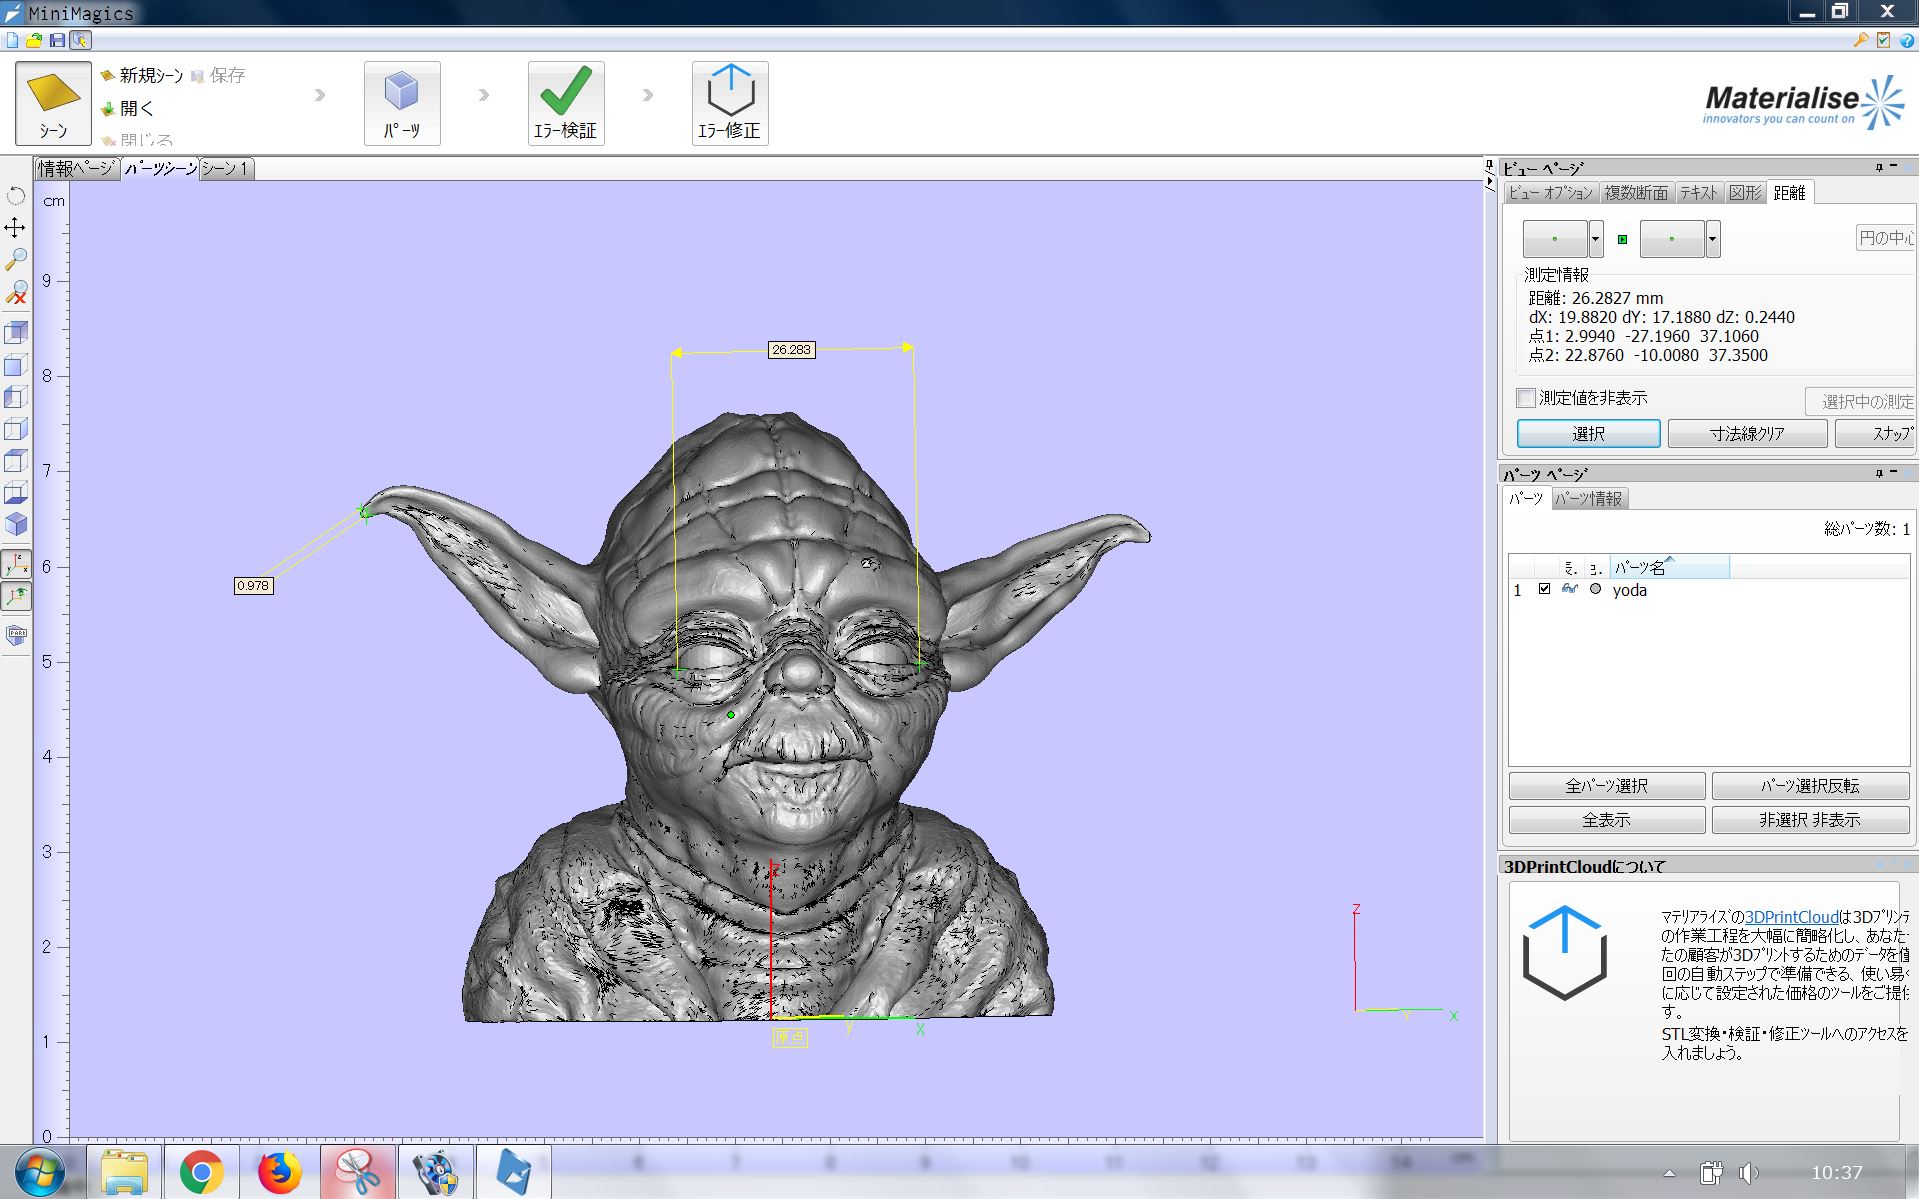 MiniMagics
シーン
新規シーン
保存
開く
閉じる
パーツ
エラー検証
エラー修正
Materialise
innovators you can count on
情報ページ
パーツシーン
シーン 1
cm
9
8
7
6
5
4
3
2
1
0
26.283
0.978
原点
Z
y
X
Z
Y
X
ビュー ページ
ビュー オプション
複数断面
テキスト
図形
距離
円の中心
測定情報
距離: 26.2827 mm
dX: 19.8820 dY: 17.1880 dZ: 0.2440
点1: 2.9940 -27.1960 37.1060
点2: 22.8760 -10.0080 37.3500
測定値を非表示
選択中の測定
選択
寸法線クリア
スナップ
パーツ ページ
パーツ
パーツ情報
総パーツ数: 1
ミ.
コ.
パーツ名
1
yoda
全パーツ選択
パーツ選択反転
全表示
非選択 非表示
3DPrintCloudについて
マテリアライズの3DPrintCloudは3Dプリンテ
の作業工程を大幅に簡略化し、あなた
たの顧客が3Dプリントするためのデータを
回の自動ステップで準備できる、使い易
に応じて設定された価格のツールをご提
す。
STL変換・検証・修正ツールへのアクセスを
入れましょう。
6 7 8 9 10 11 12 13 14 cm
10:37